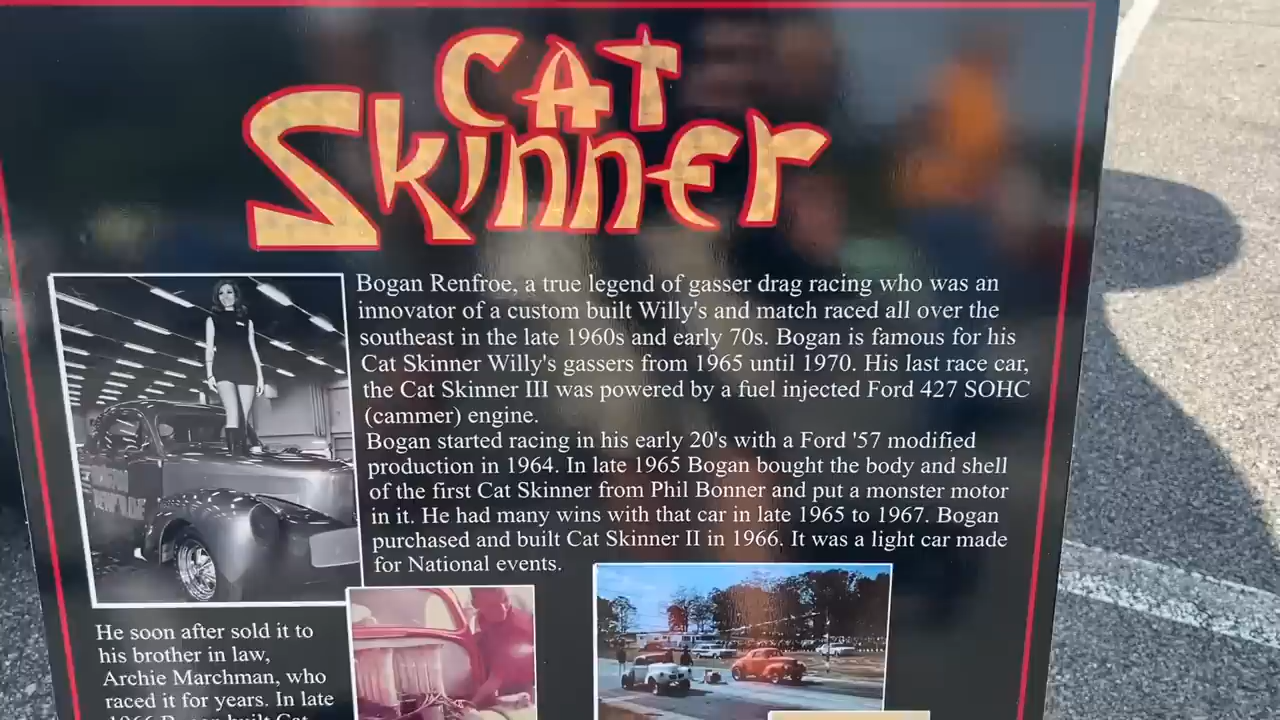 CAT
Skinner
Bogan Renfroe, a true legend of gasser drag racing who was an
innovator of a custom built Willy's and match raced all over the
southeast in the late 1960s and early 70s. Bogan is famous for his
Cat Skinner Willy's gassers from 1965 until 1970. His last race car,
the Cat Skinner III was powered by a fuel injected Ford 427 SOHC
(cammer) engine.
Bogan started racing in his early 20's with a Ford '57 modified
production in 1964. In late 1965 Bogan bought the body and shell
of the first Cat Skinner from Phil Bonner and put a monster motor
in it. He had many wins with that car in late 1965 to 1967. Bogan
purchased and built Cat Skinner II in 1966. It was a light car made
for National events.
He soon after sold it to
his brother in law,
Archie Marchman, who
raced it for years. In late
1966 Bogan built Cat